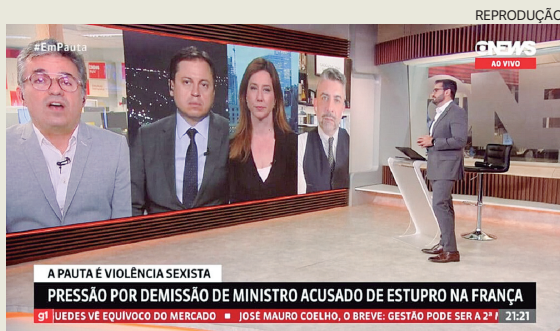 REPRODUÇÃO
#EmPauta
GNEWS
AO VIVO
A PAUTA É VIOLÊNCIA SEXISTA
PRESSÃO POR DEMISSÃO DE MINISTRO ACUSADO DE ESTUPRO NA FRANÇA
g1 UEDES VÊ EQUÍVOCO DO MERCADO ■ JOSÉ MAURO COELHO, O BREVE: GESTÃO PODE SER A 2ª 21:21